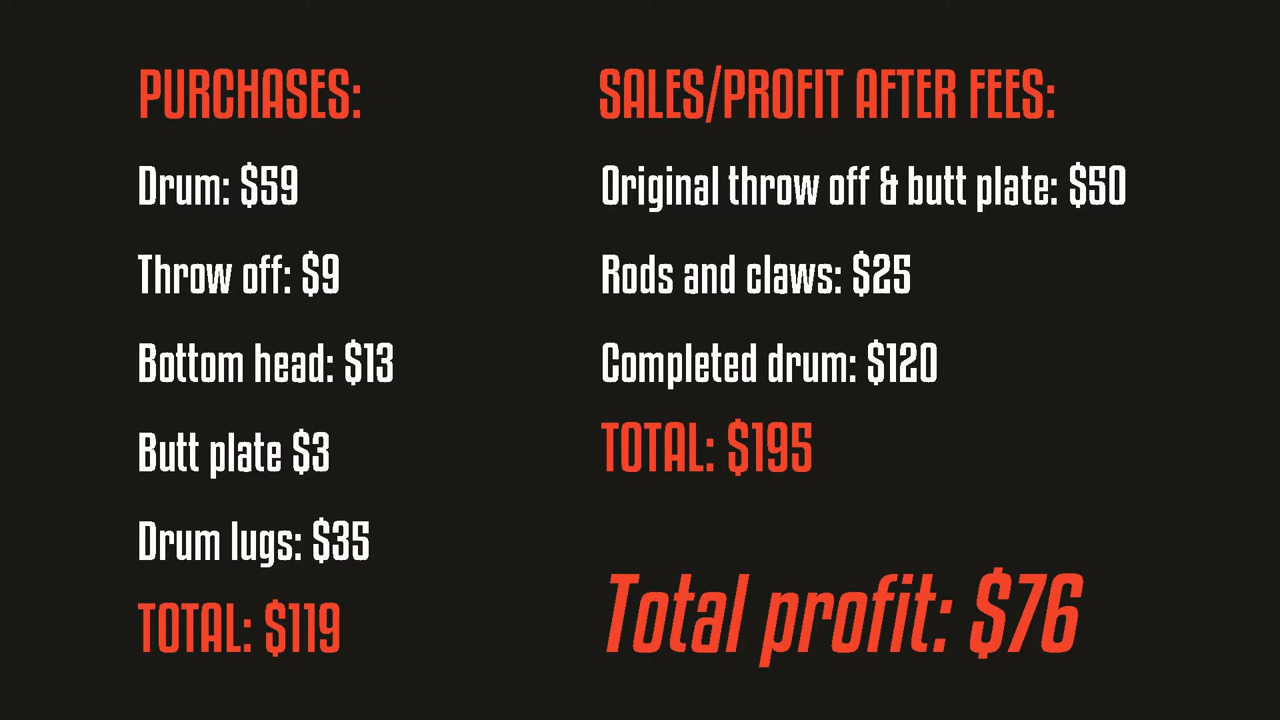 PURCHASES:
Drum: $59
Throw off: $9
Bottom head: $13
Butt plate $3
Drum lugs: $35
TOTAL: $119
SALES/PROFIT AFTER FEES:
Original throw off & butt plate: $50
Rods and claws: $25
Completed drum: $120
TOTAL: $195
Total profit: $76